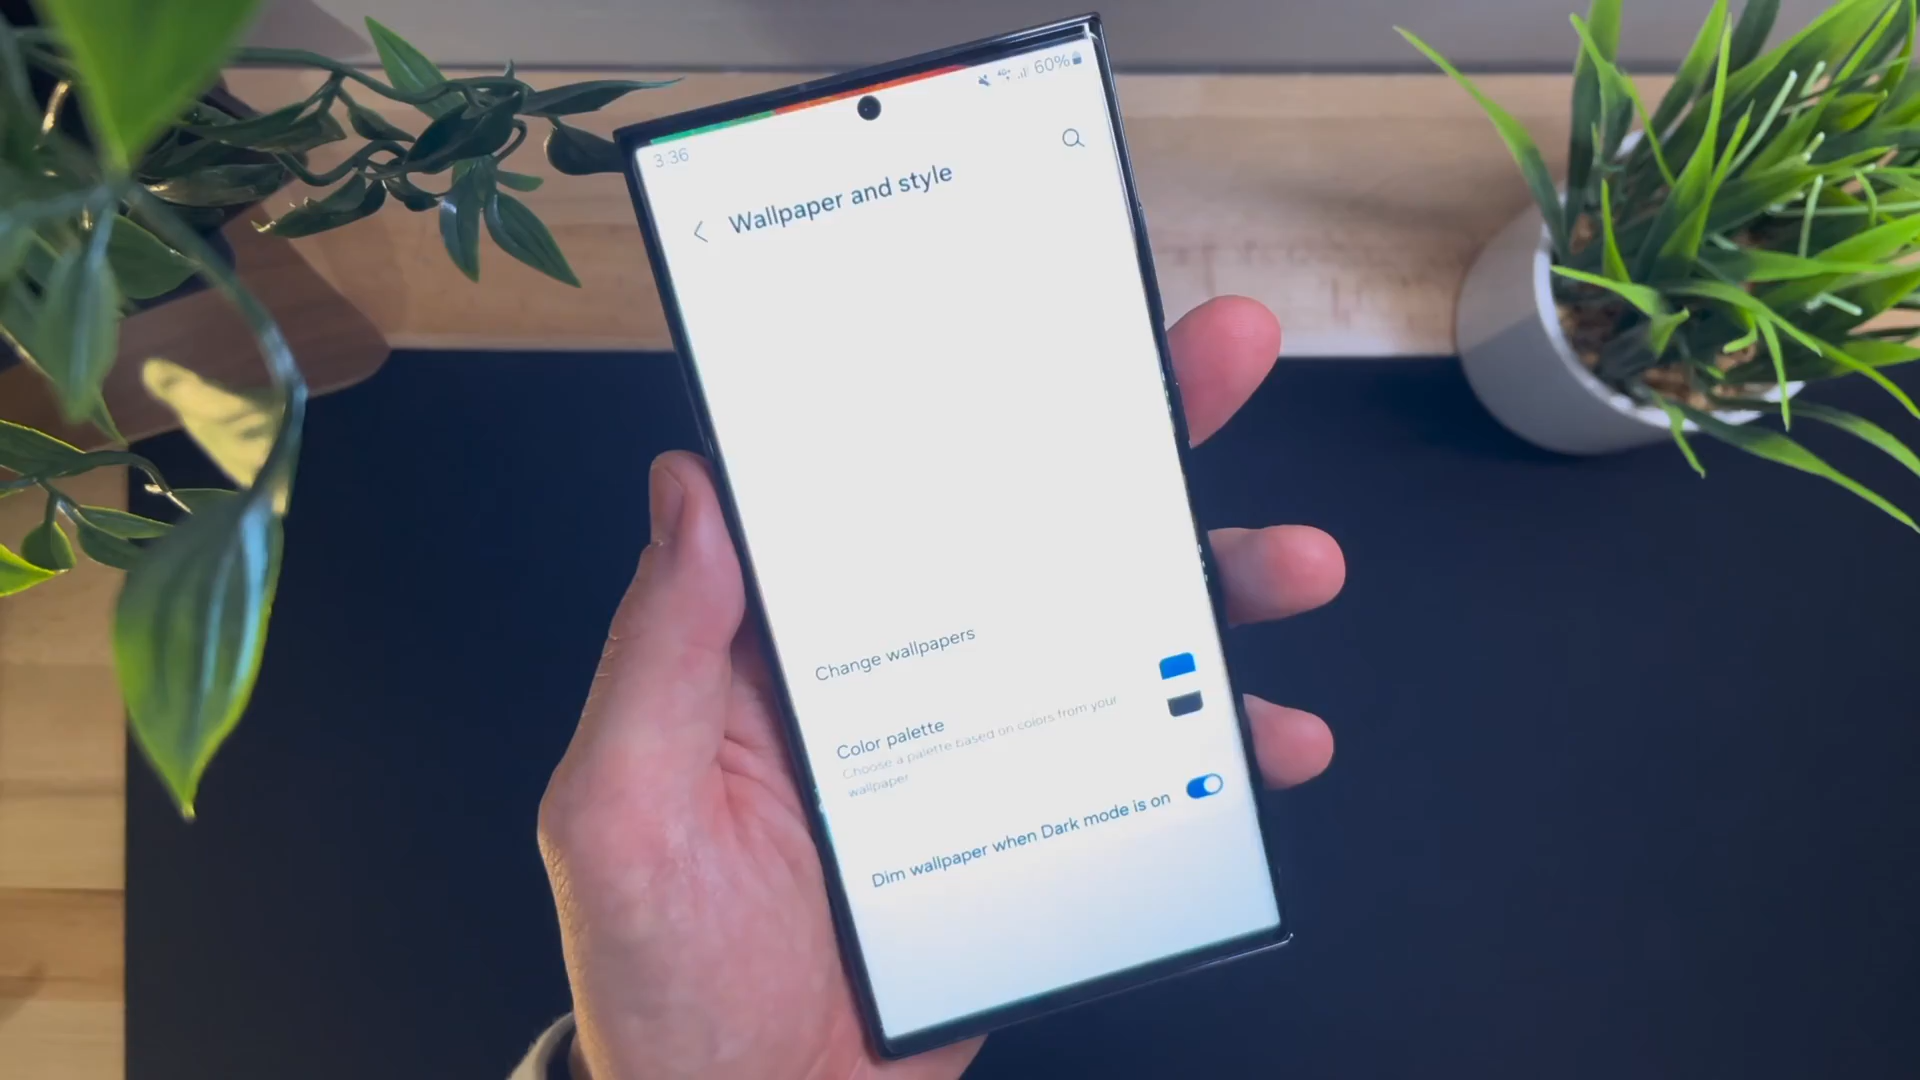 60%
3:36
Wallpaper and style
Change wallpapers
Color palette
Choose a palette based on colors from your
wallpaper
Dim wallpaper when Dark mode is on